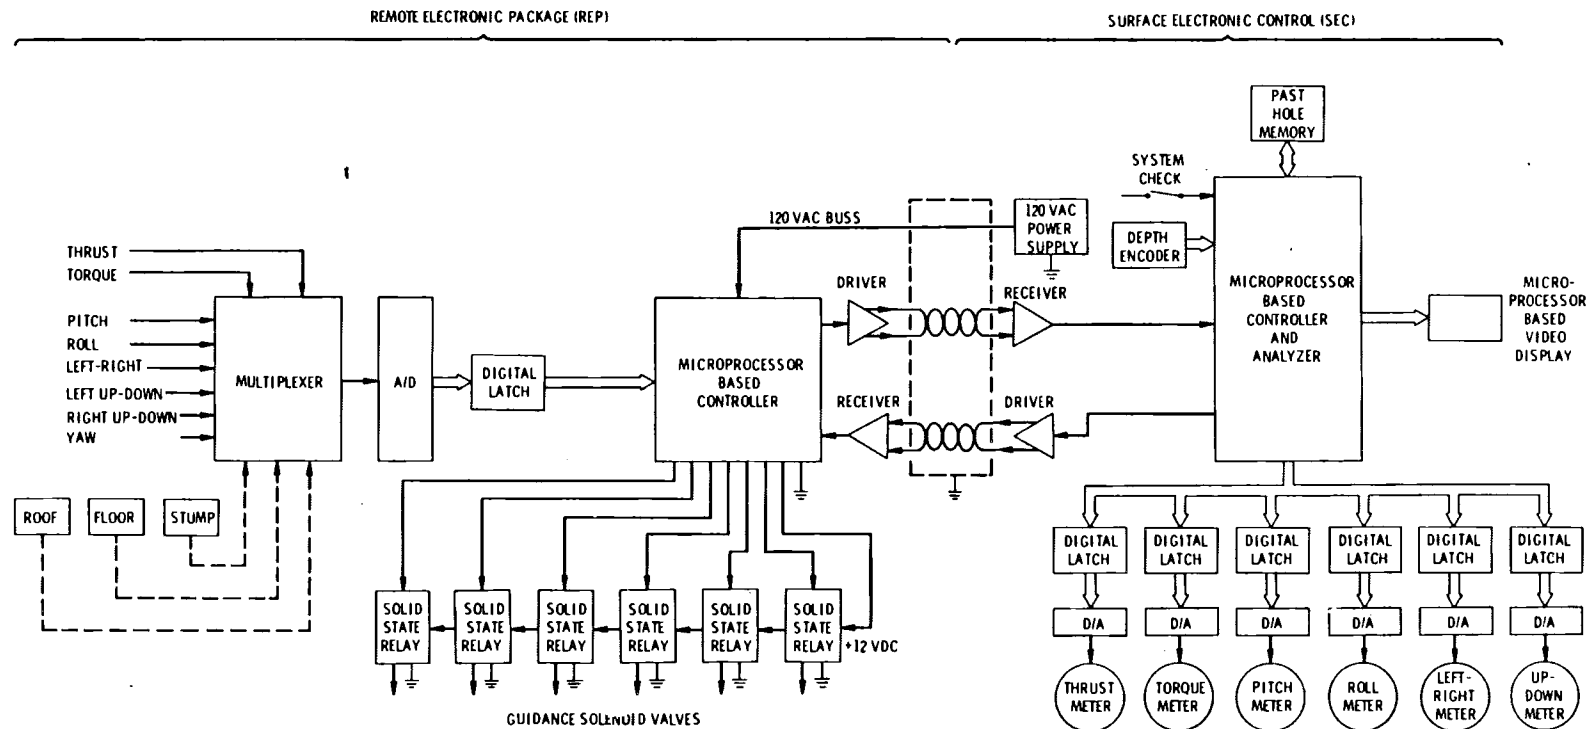 REMOTE ELECTRONIC PACKAGE (REP)
SURFACE ELECTRONIC CONTROL (SEC)
PAST
HOLE
MEMORY
SYSTEM
CHECK
120 VAC BUSS
120 VAC
POWER
SUPPLY
DEPTH
ENCODER
THRUST
TORQUE
PITCH
ROLL
LEFT-RIGHT
LEFT UP-DOWN
RIGHT UP-DOWN
YAW
MULTIPLEXER
A/D
DIGITAL
LATCH
MICROPROCESSOR
BASED
CONTROLLER
DRIVER
RECEIVER
RECEIVER
DRIVER
MICROPROCESSOR
BASED
CONTROLLER
AND
ANALYZER
MICRO-
PROCESSOR
BASED
VIDEO
DISPLAY
ROOF
FLOOR
STUMP
SOLID
STATE
RELAY
SOLID
STATE
RELAY
SOLID
STATE
RELAY
SOLID
STATE
RELAY
SOLID
STATE
RELAY
SOLID
STATE
RELAY
+12 VDC
GUIDANCE SOLENOID VALVES
DIGITAL
LATCH
DIGITAL
LATCH
DIGITAL
LATCH
DIGITAL
LATCH
DIGITAL
LATCH
DIGITAL
LATCH
D/A
D/A
D/A
D/A
D/A
D/A
THRUST
METER
TORQUE
METER
PITCH
METER
ROLL
METER
LEFT-
RIGHT
METER
UP-
DOWN
METER